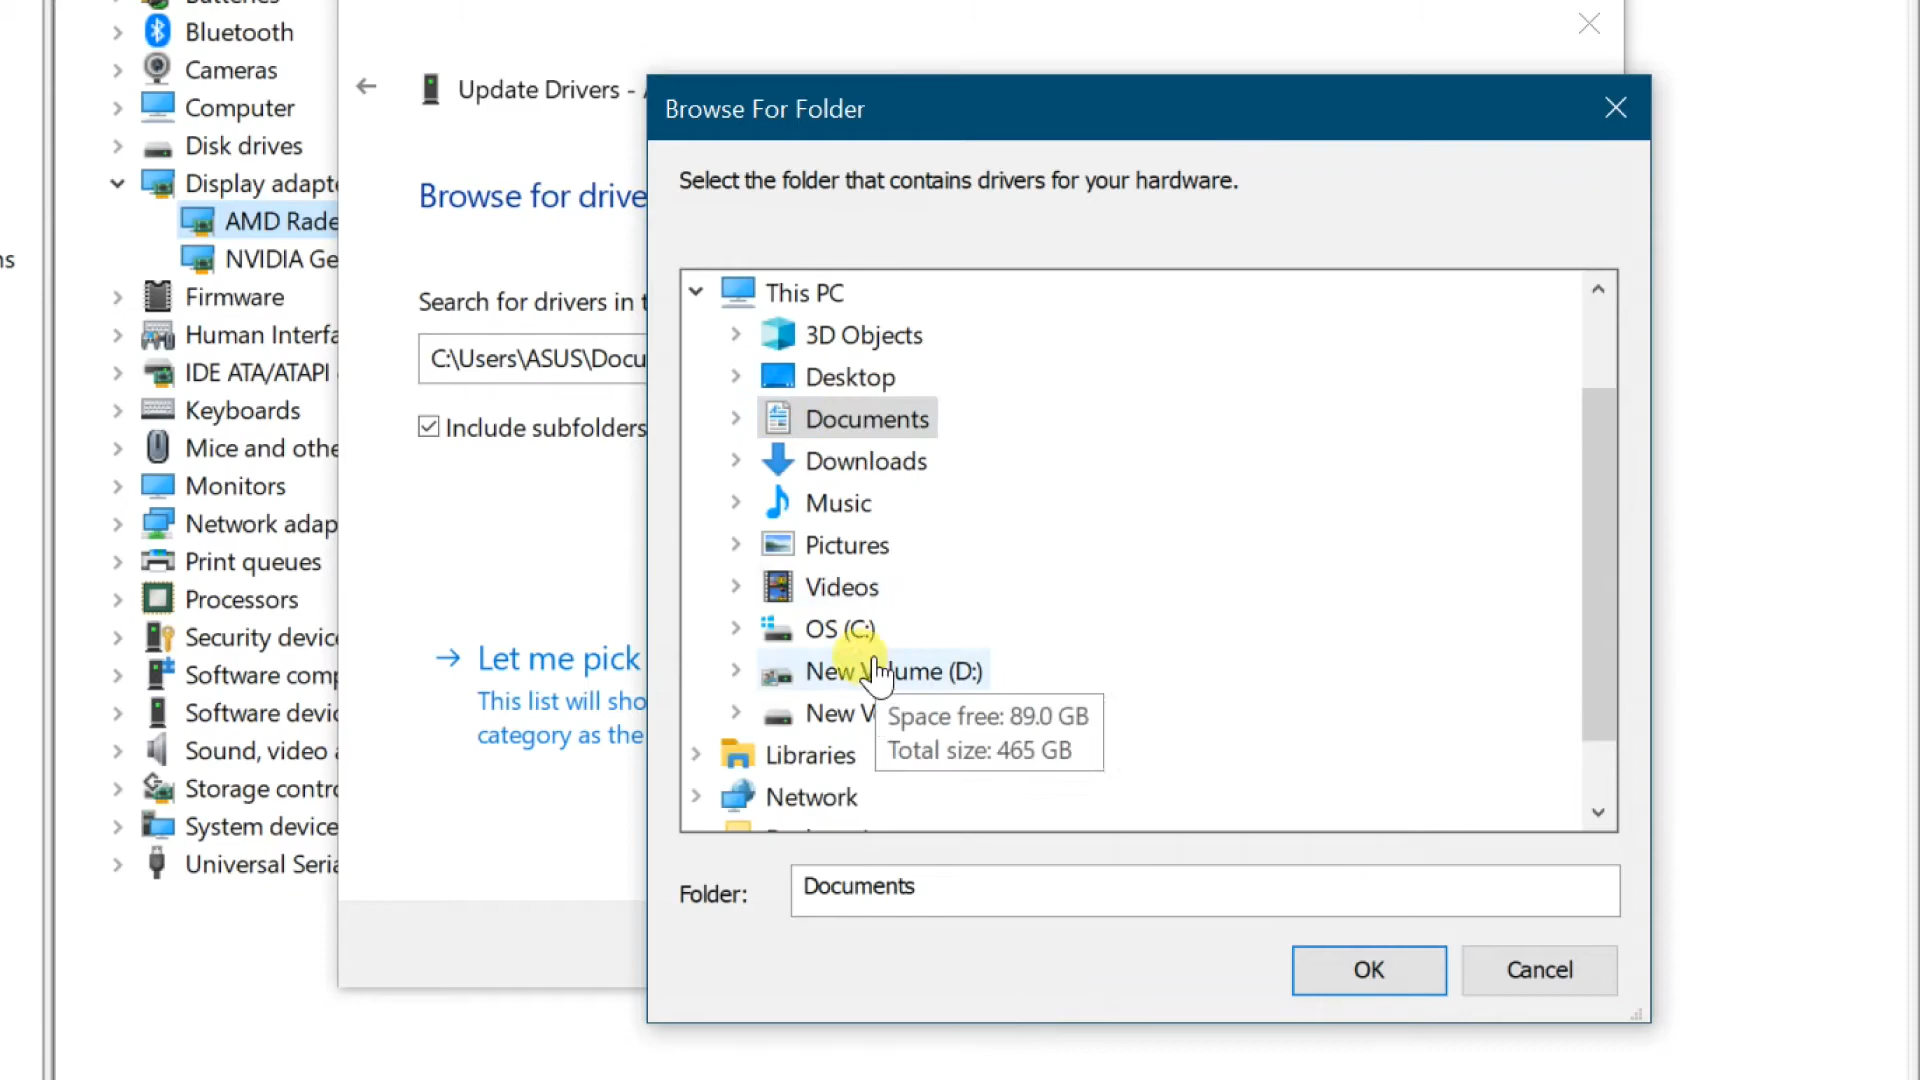 Bluetooth
Cameras
Computer
Disk drives
Display adapt
AMD Rade
NVIDIA Ge
Firmware
Human Interfa
IDE ATA/ATAPI
Keyboards
Mice and othe
Monitors
Network adap
Print queues
Processors
Security device
Software comp
Software devic
Sound, video
Storage contro
System device
Universal Seria
Update Drivers -
Browse for drive
Search for drivers in t
C:\Users\ASUS\Docu
Include subfolders
Let me pick
This list will sho
category as the
Browse For Folder
Select the folder that contains drivers for your hardware.
This PC
3D Objects
Desktop
Documents
Downloads
Music
Pictures
Videos
OS (C:)
New Volume (D:)
New V
Space free: 89.0 GB
Total size: 465 GB
Libraries
Network
Folder:
Documents
OK
Cancel